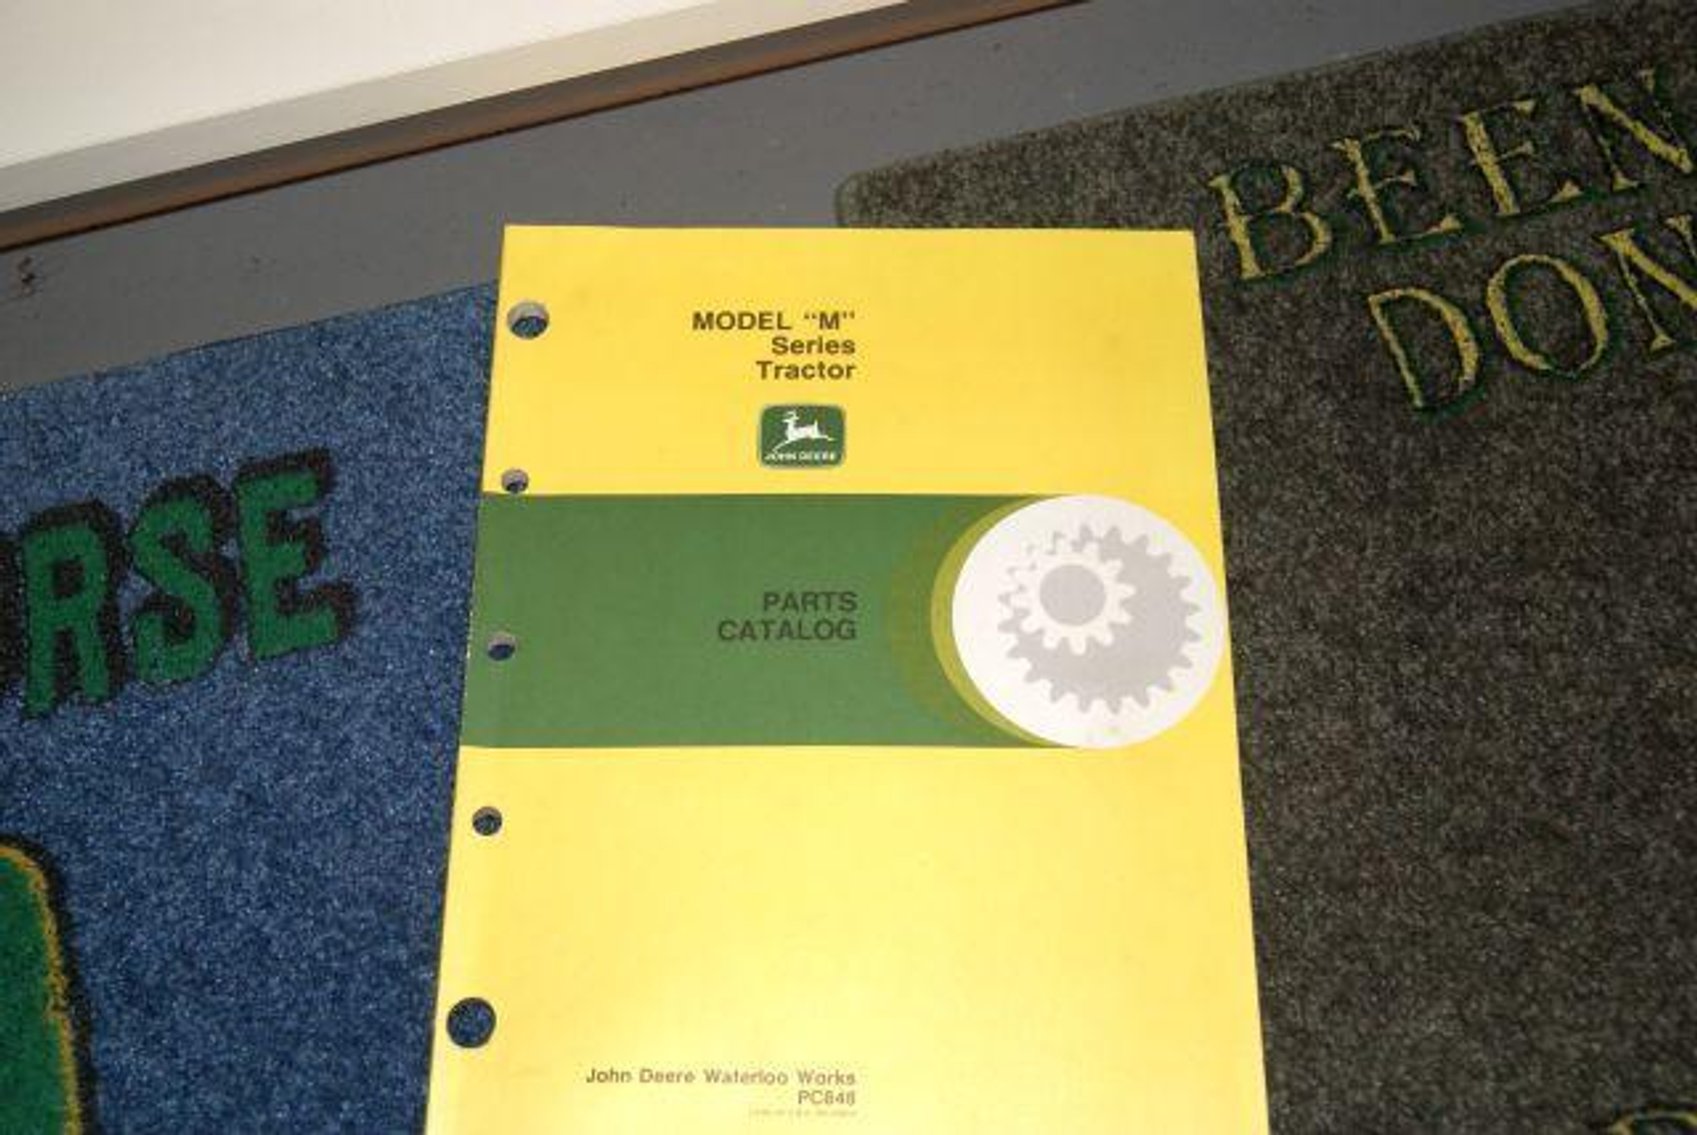 BEEN
DON
RSE
MODEL "M"
Series
Tractor
JOHN DEERE
PARTS
CATALOG
John Deere Waterloo Works
PC848